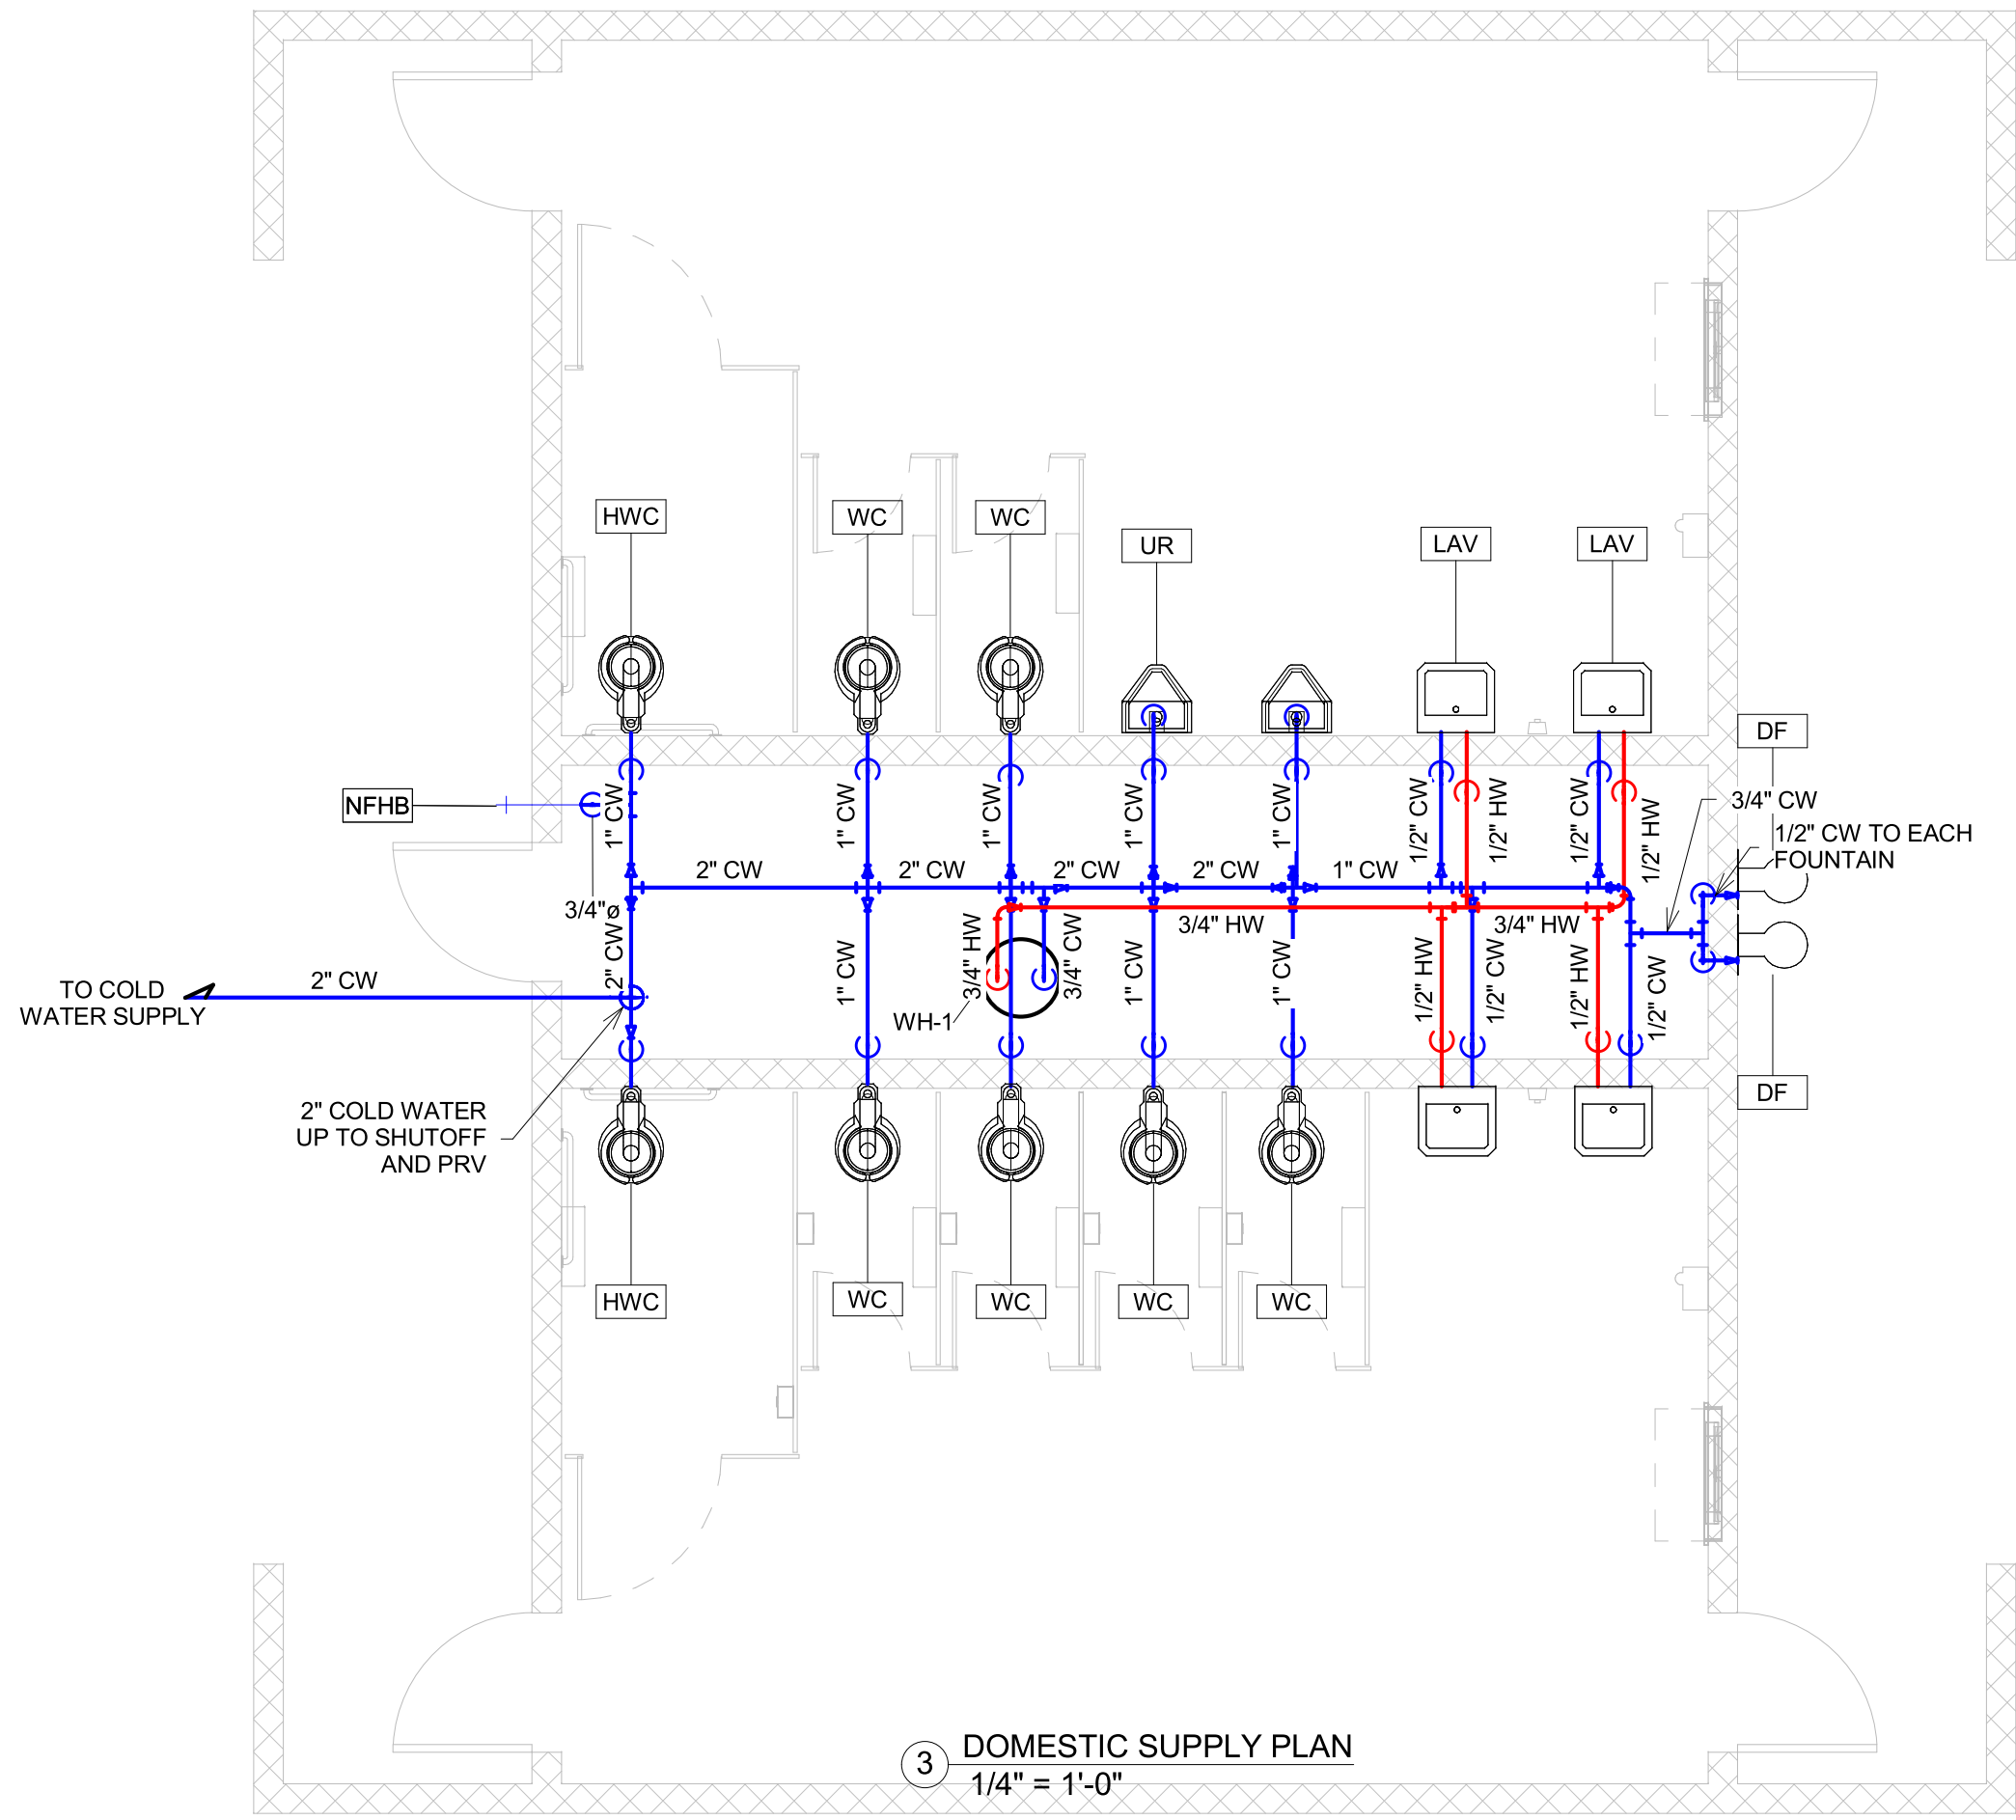 HWC
WC
WC
UR
LAV
LAV
DF
NFHB
1" CW
1" CW
1" CW
1" CW
1" CW
1/2" CW
1/2" HW
1/2" CW
1/2" HW
3/4" CW
1/2" CW TO EACH
FOUNTAIN
2" CW
2" CW
2" CW
2" CW
1" CW
3/4"ø
3/4" HW
3/4" HW
2" CW
1" CW
3/4" HW
3/4" CW
1" CW
1" CW
1/2" HW
1/2" CW
1/2" HW
1/2" CW
2" CW
TO COLD
WATER SUPPLY
WH-1
2" COLD WATER
UP TO SHUTOFF
AND PRV
DF
HWC
WC
WC
WC
WC
3
DOMESTIC SUPPLY PLAN
1/4" = 1'-0"